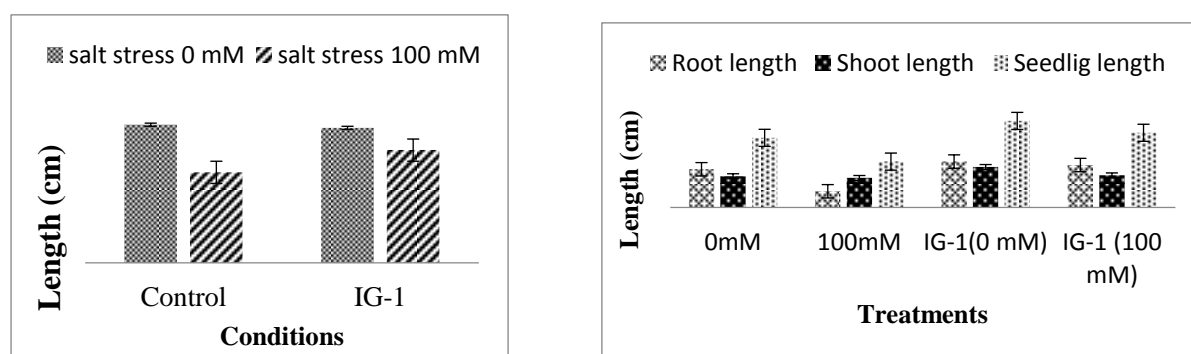 salt stress 0 mM salt stress 100 mM
Length (cm)
Control IG-1
Conditions
Root length Shoot length Seedlig length
Length (cm)
0mM 100mM IG-1(0 mM) IG-1 (100
mM)
Treatments